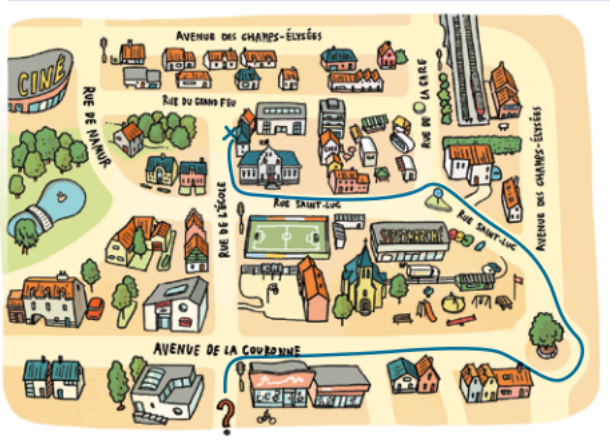 AVENUE DES CHAMPS-ÉLYSÉES
CINÉ
RUE DE NAMUR
RUE DU GRAND FEU
RUE DE LA GARE
AVENUE DES CHAMPS-ÉLYSÉES
RUE DE L'ÉCOLE
RUE SAINT-LUC
RUE SAINT-LUC
AVENUE DE LA COURONNE
?